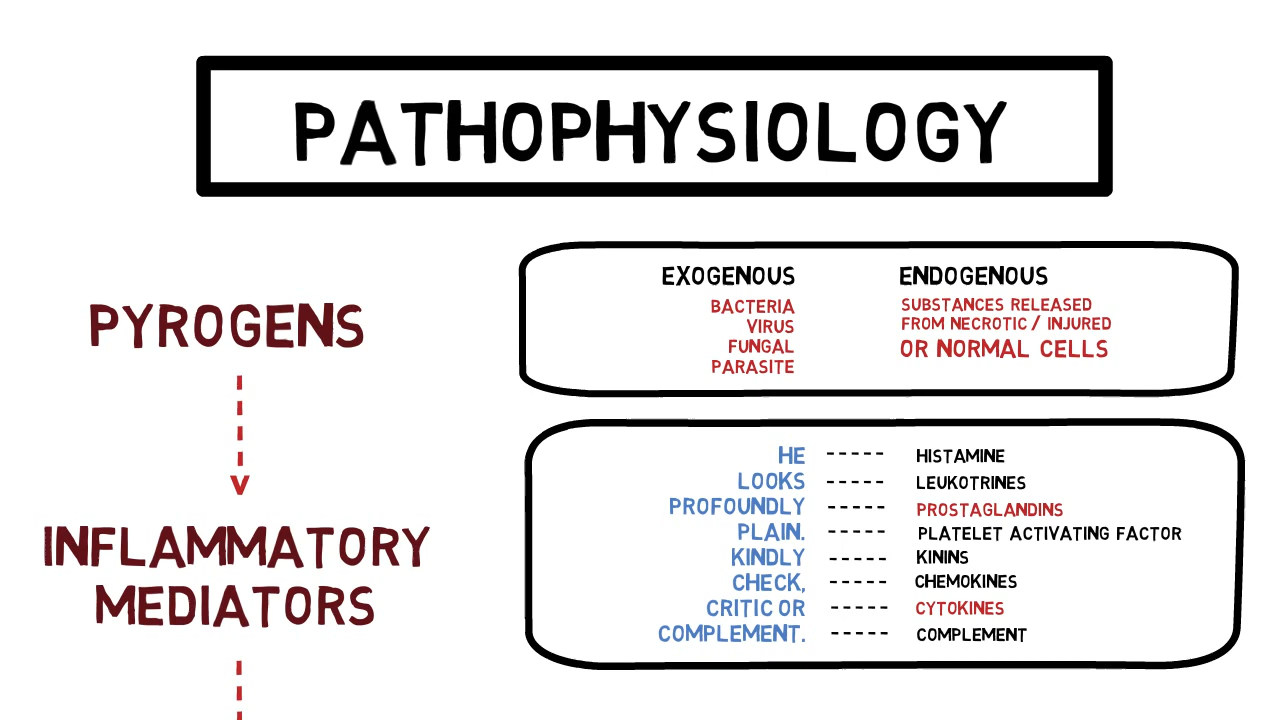 PATHOPHYSIOLOGY
PYROGENS
EXOGENOUS
BACTERIA
VIRUS
FUNGAL
PARASITE
ENDOGENOUS
SUBSTANCES RELEASED
FROM NECROTIC / INJURED
OR NORMAL CELLS
INFLAMMATORY
MEDIATORS
HE ----- HISTAMINE
LOOKS ----- LEUKOTRINES
PROFOUNDLY ----- PROSTAGLANDINS
PLAIN. ----- PLATELET ACTIVATING FACTOR
KINDLY ----- KININS
CHECK, ----- CHEMOKINES
CRITIC OR ----- CYTOKINES
COMPLEMENT. ----- COMPLEMENT